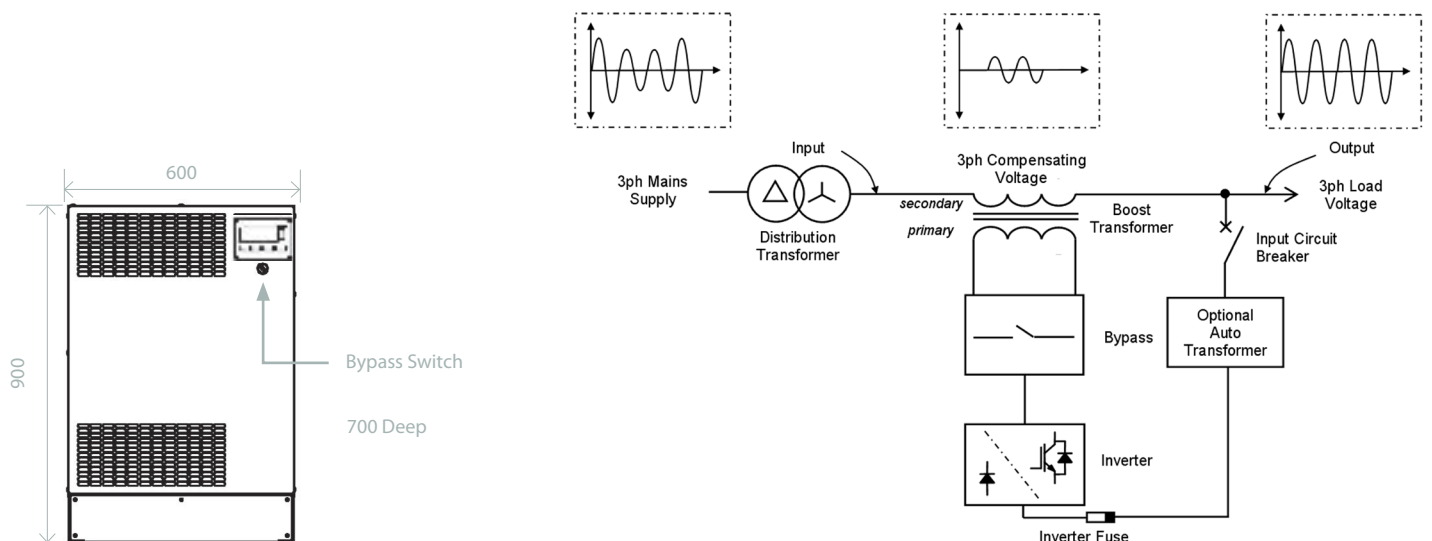 600
900
Bypass Switch
700 Deep
Input
Output
3ph Mains
Supply
3ph Compensating
Voltage
3ph Load
Voltage
secondary
primary
Boost
Transformer
Distribution
Transformer
Input Circuit
Breaker
Optional
Auto
Transformer
Bypass
Inverter
Inverter Fuse